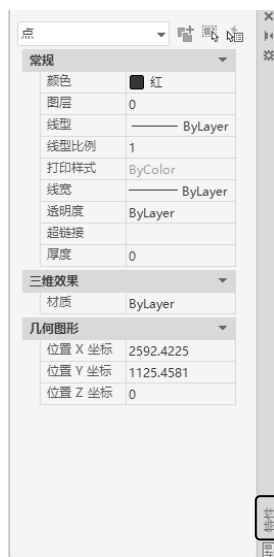 点
常规
颜色 红
图层 0
线型 ByLayer
线型比例 1
打印样式 ByColor
线宽 ByLayer
透明度 ByLayer
超链接
厚度 0
三维效果
材质 ByLayer
几何图形
位置 X 坐标 2592.4225
位置 Y 坐标 1125.4581
位置 Z 坐标 0
特性